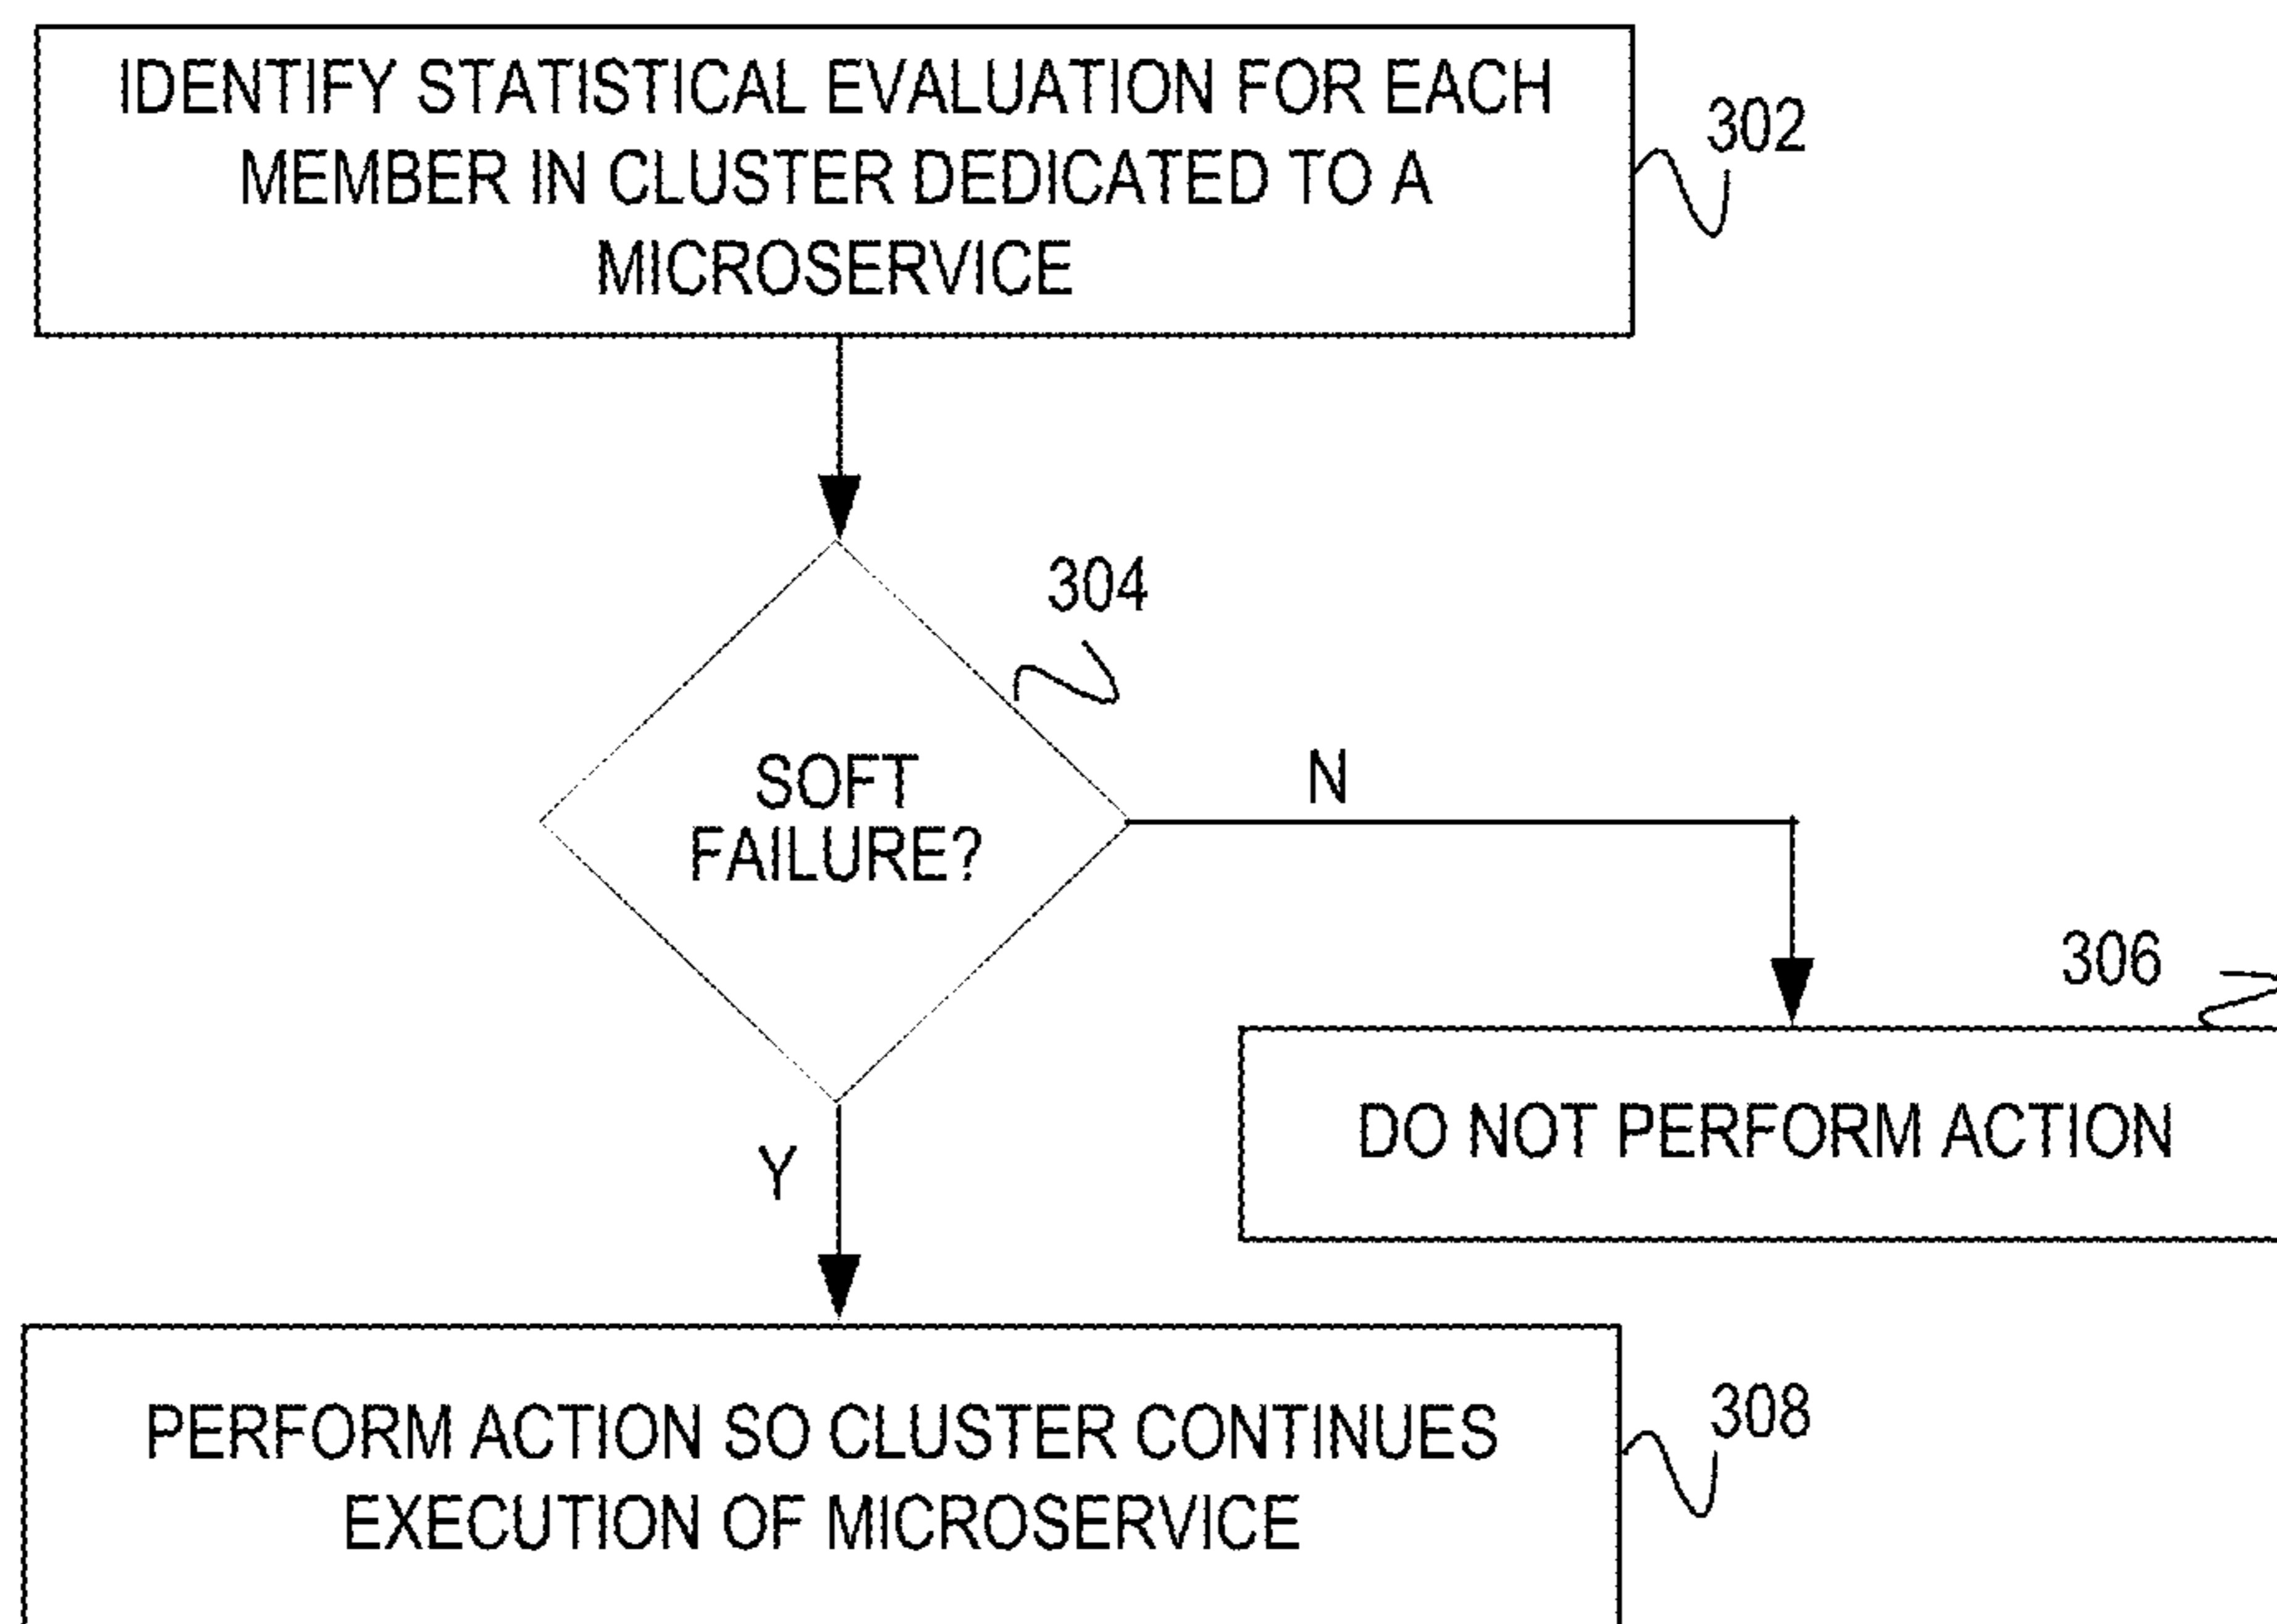 IDENTIFY STATISTICAL EVALUATION FOR EACH
MEMBER IN CLUSTER DEDICATED TO A
MICROSERVICE
302
304
SOFT
FAILURE?
N
306
DO NOT PERFORM ACTION
Y
308
PERFORM ACTION SO CLUSTER CONTINUES
EXECUTION OF MICROSERVICE